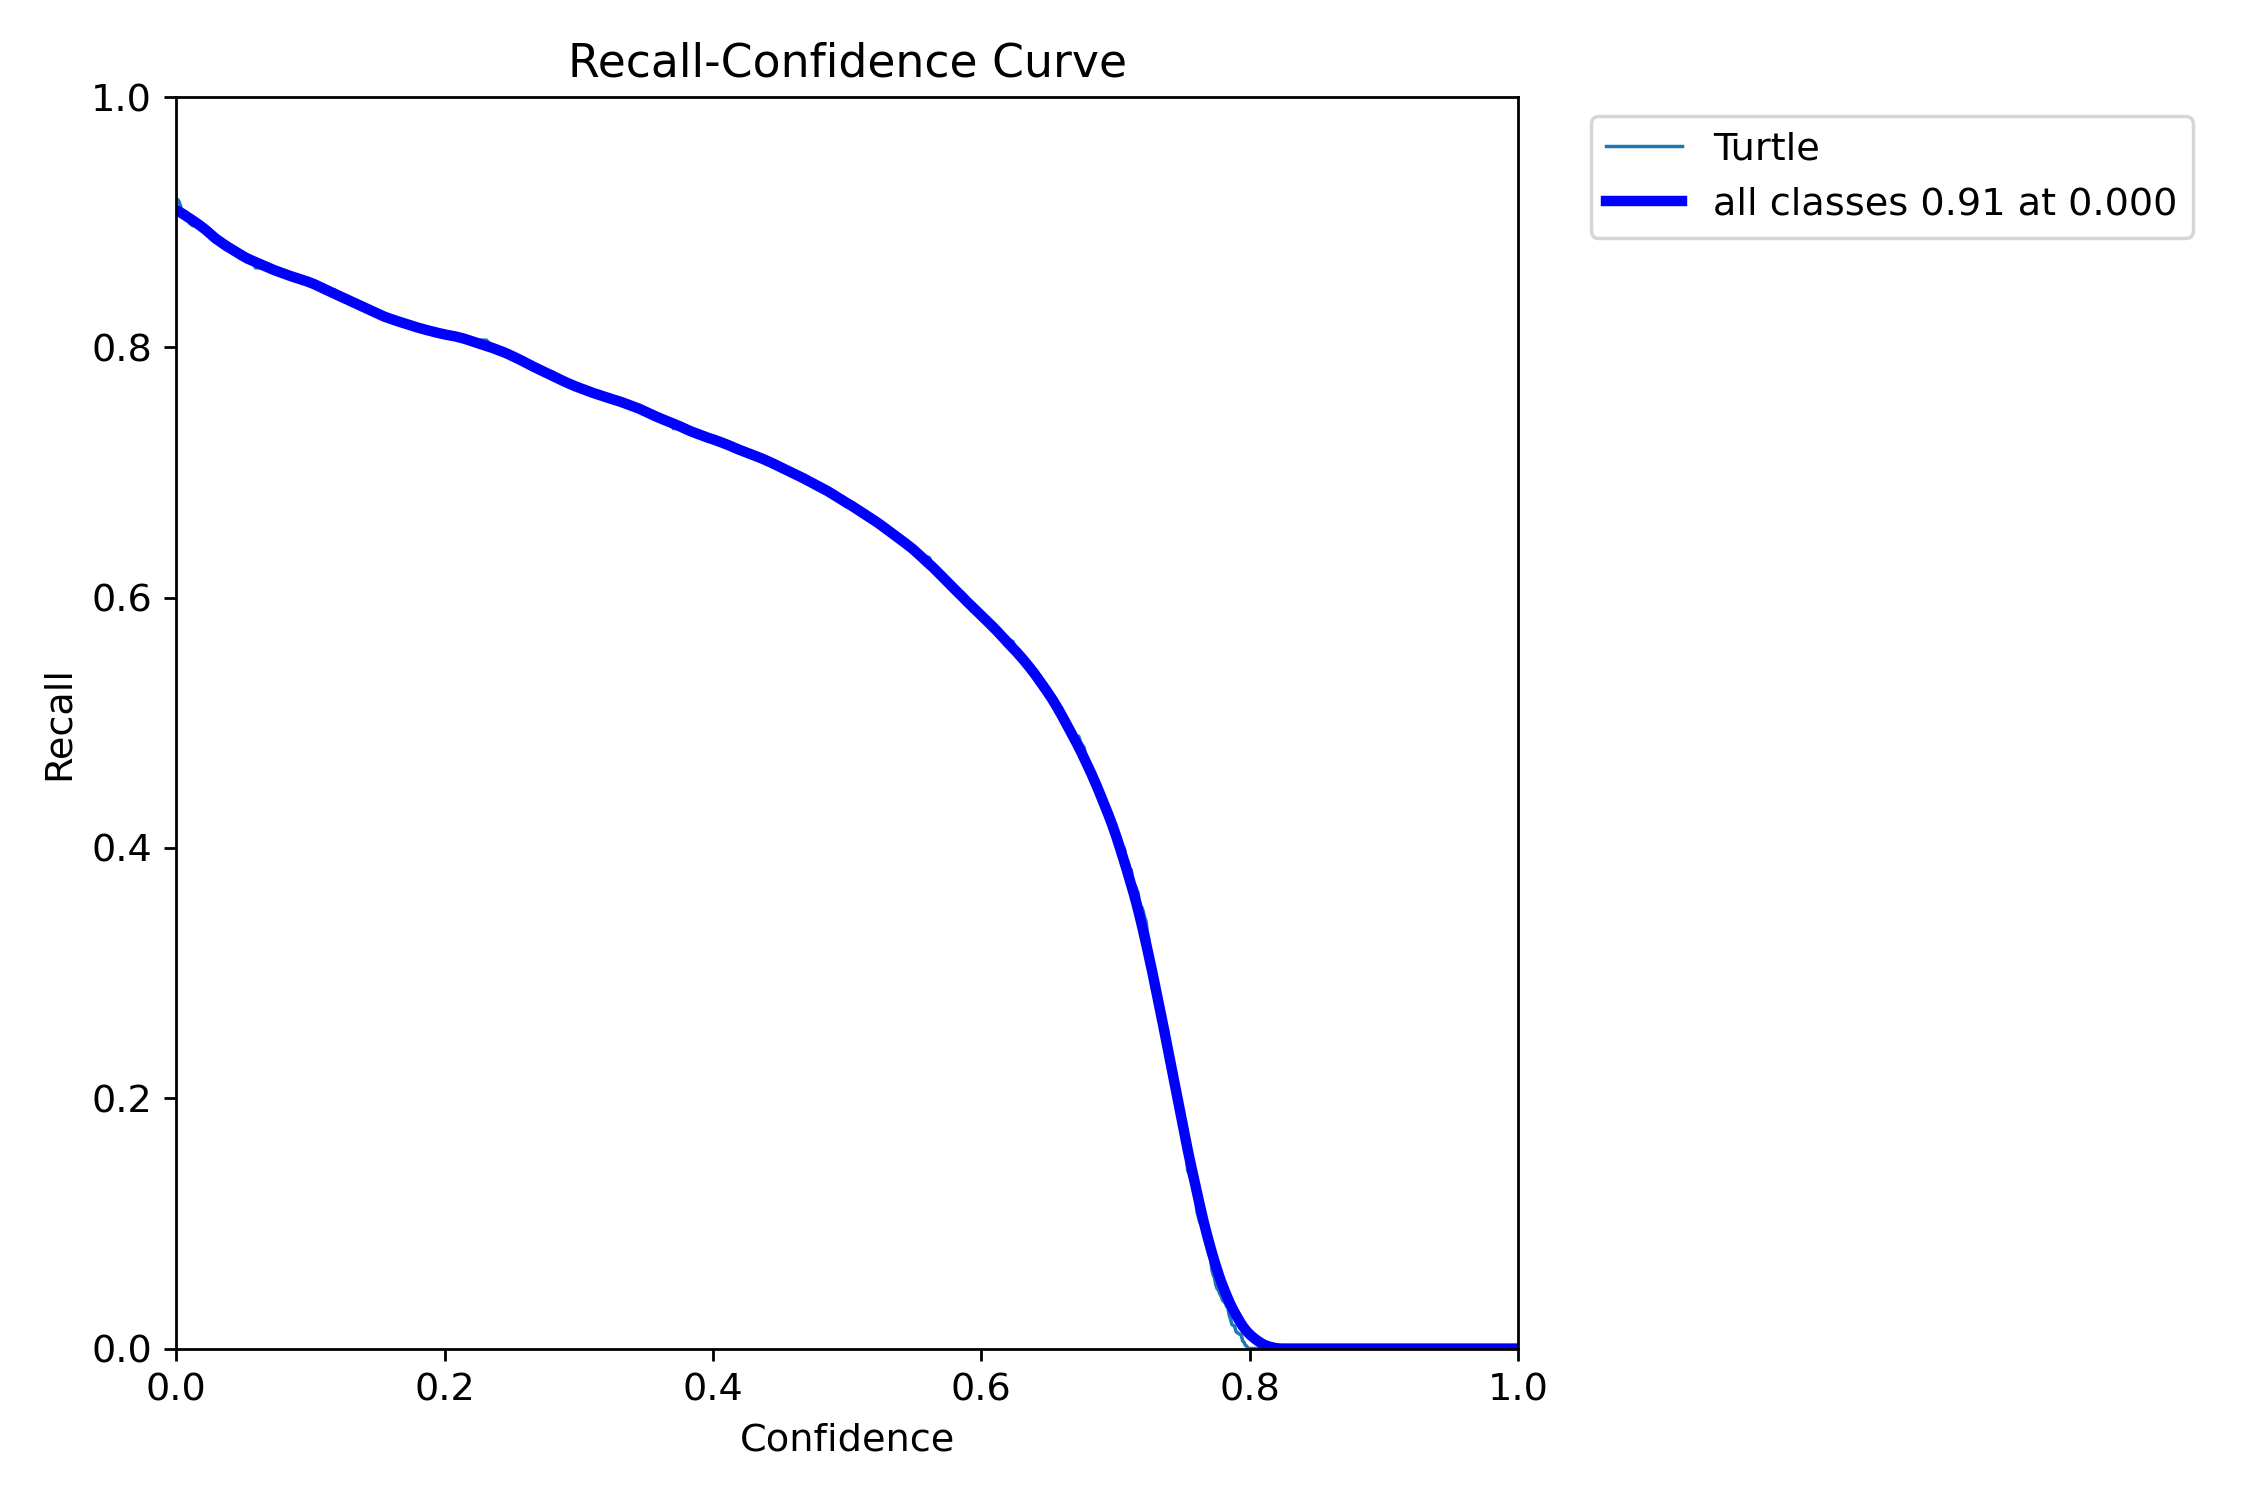 Recall-Confidence Curve
Turtle
all classes 0.91 at 0.000
1.0
0.8
0.6
0.4
0.2
0.0
Recall
0.0 0.2 0.4 0.6 0.8 1.0
Confidence